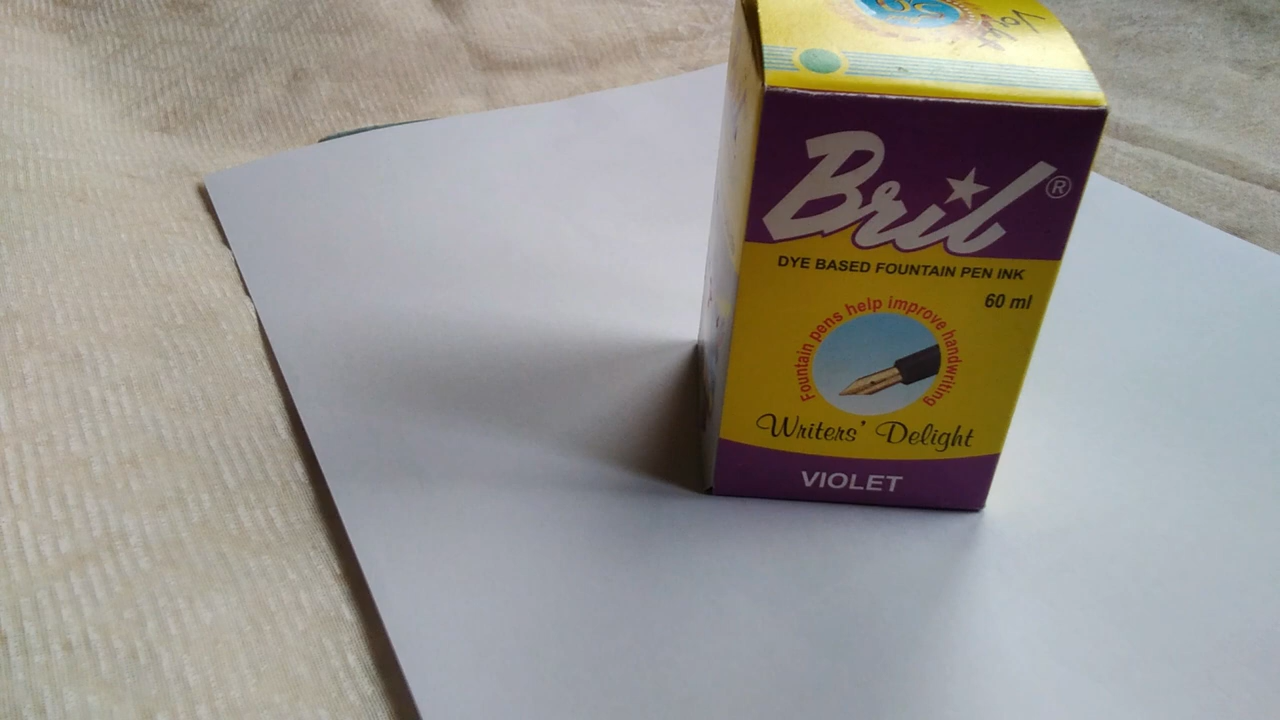 Bril®
DYE BASED FOUNTAIN PEN INK
60 ml
Fountain pens help improve handwriting
Writers' Delight
VIOLET